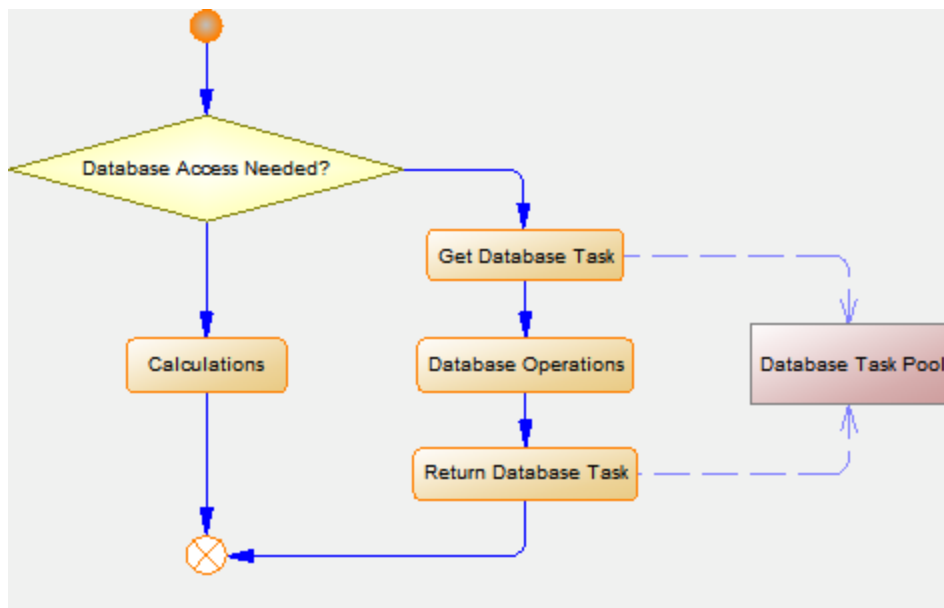 Database Access Needed?
Get Database Task
Calculations
Database Operations
Database Task Pool
Return Database Task